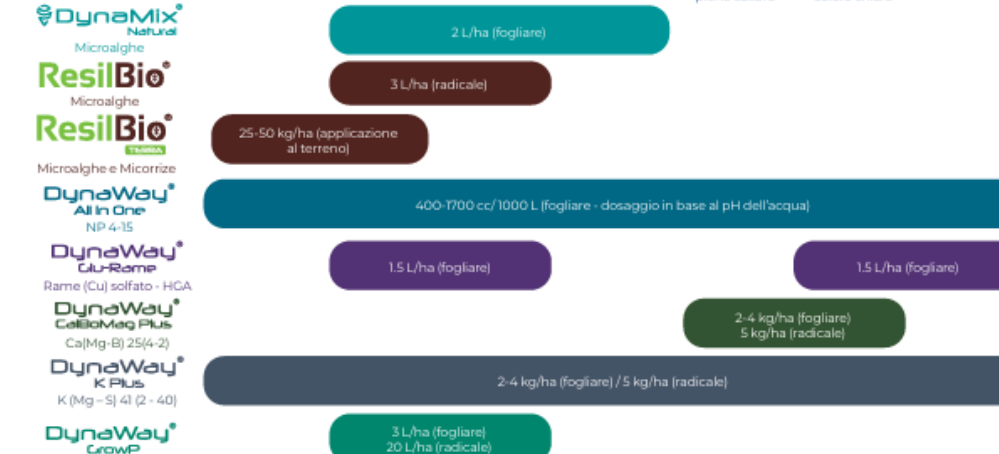 DynaMix®
Natural
Microalghe
2 L/ha (fogliare)
ResilBio®
Microalghe
3 L/ha (radicale)
ResilBio®
TERRA
Microalghe e Micorrize
25-50 kg/ha (applicazione
al terreno)
DynaWay®
All In One
NP 4-15
400-1700 cc/ 1000 L (fogliare - dosaggio in base al pH dell'acqua)
DynaWay®
Glu-Rame
Rame (Cu) solfato - HGA
1.5 L/ha (fogliare)
1.5 L/ha (fogliare)
DynaWay®
CalBoMag Plus
Ca(Mg-B) 25(4-2)
2-4 kg/ha (fogliare)
5 kg/ha (radicale)
DynaWay®
K Plus
K (Mg – S) 41 (2 - 40)
2-4 kg/ha (fogliare) / 5 kg/ha (radicale)
DynaWay®
GrowP
3 L/ha (fogliare)
20 L/ha (radicale)